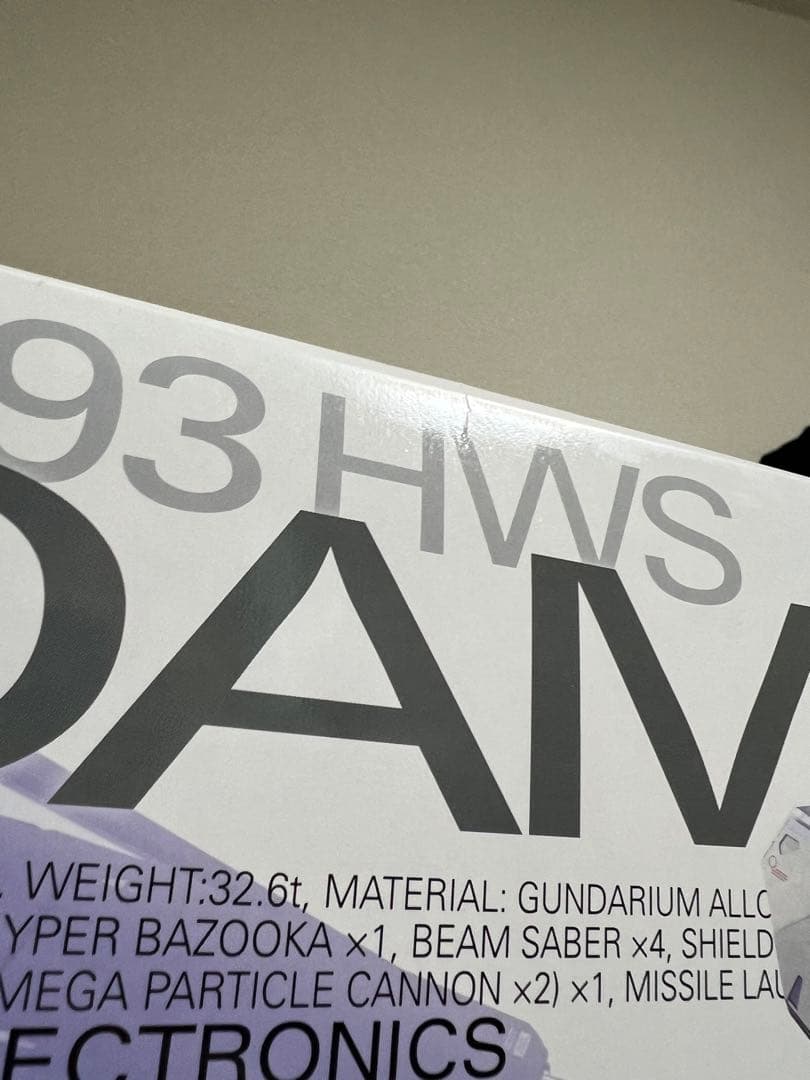 93 HWS
DAM
WEIGHT:32.6t, MATERIAL: GUNDARIUM ALLO
YPER BAZOOKA ×1, BEAM SABER ×4, SHIELD
MEGA PARTICLE CANNON ×2) ×1, MISSILE LAU
ECTRONICS